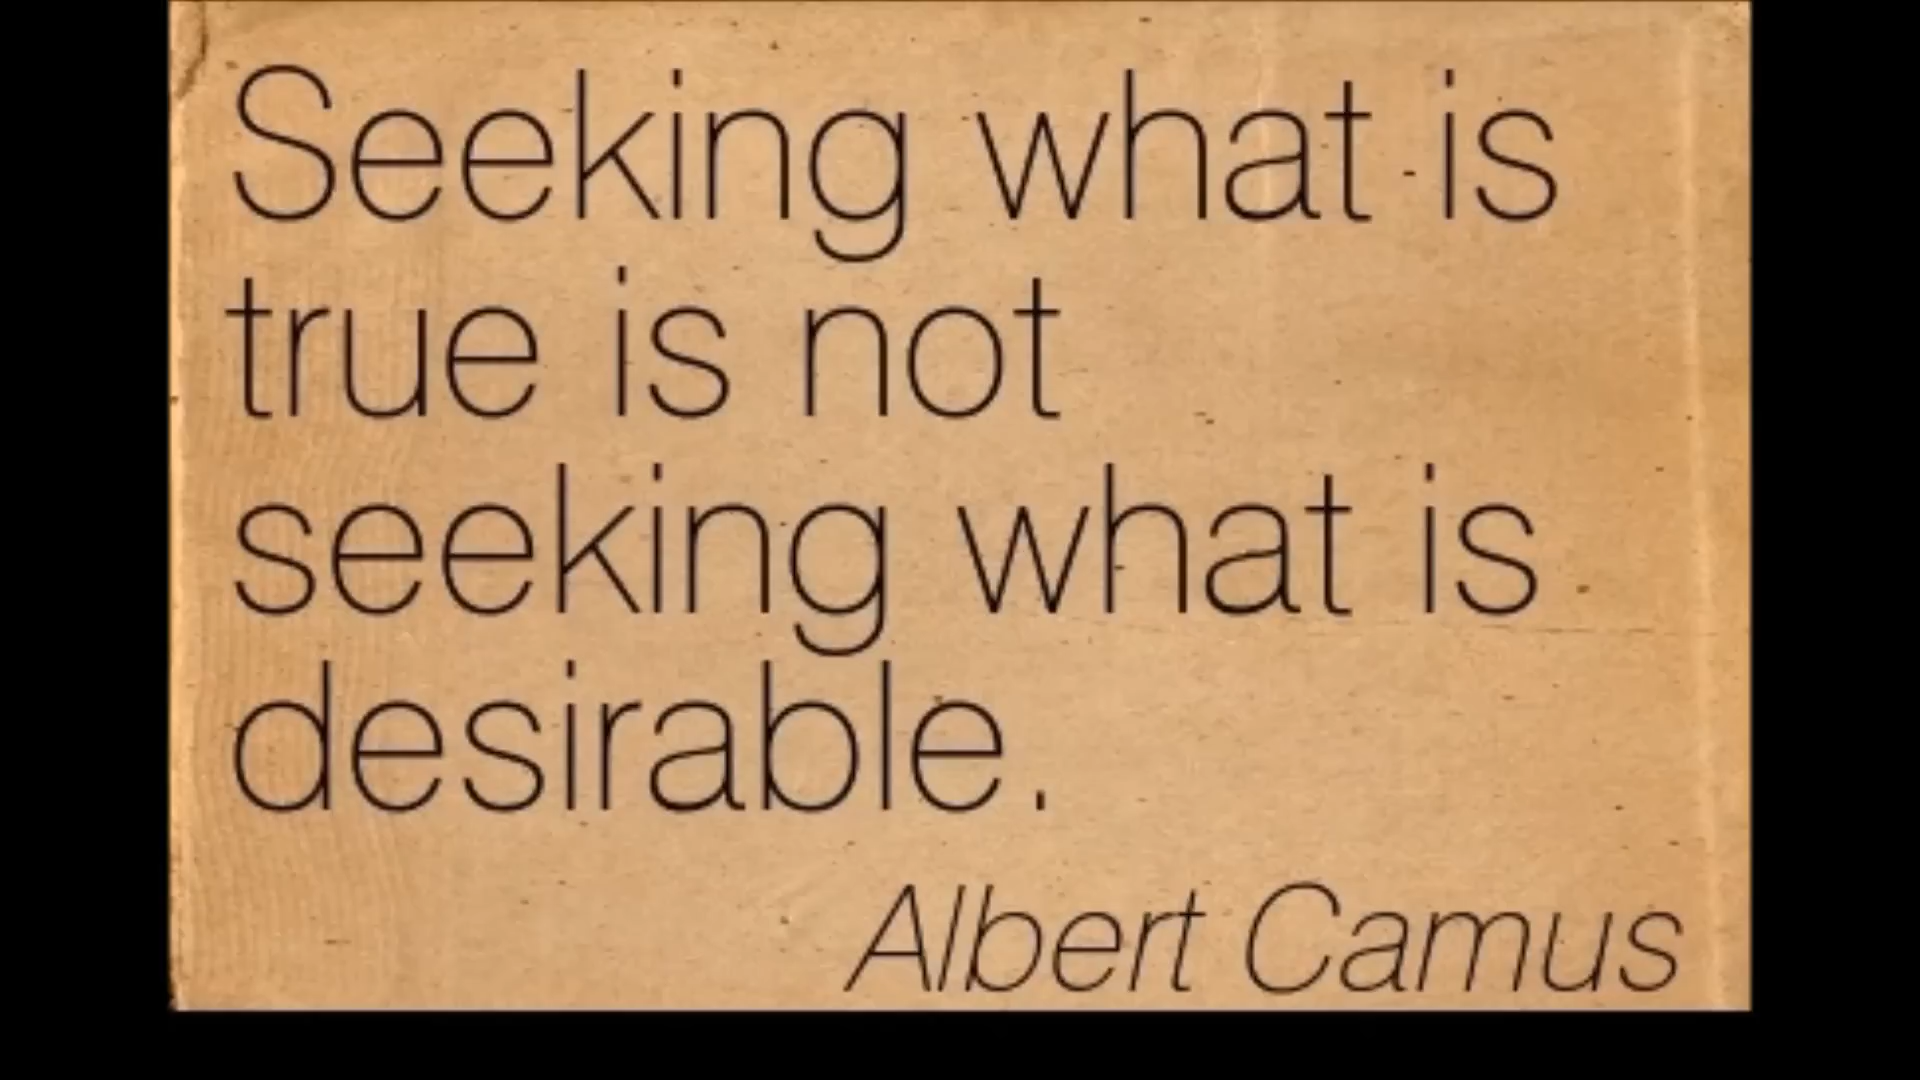 Seeking what is
true is not
seeking what is
desirable.
Albert Camus